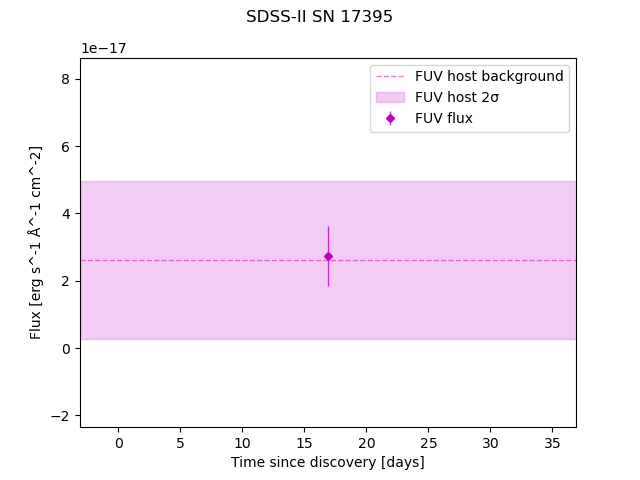 SDSS-II SN 17395
1e−17
8
6
4
2
0
−2
Flux [erg s^-1 Å^-1 cm^-2]
FUV host background
FUV host 2σ
FUV flux
0 5 10 15 20 25 30 35
Time since discovery [days]